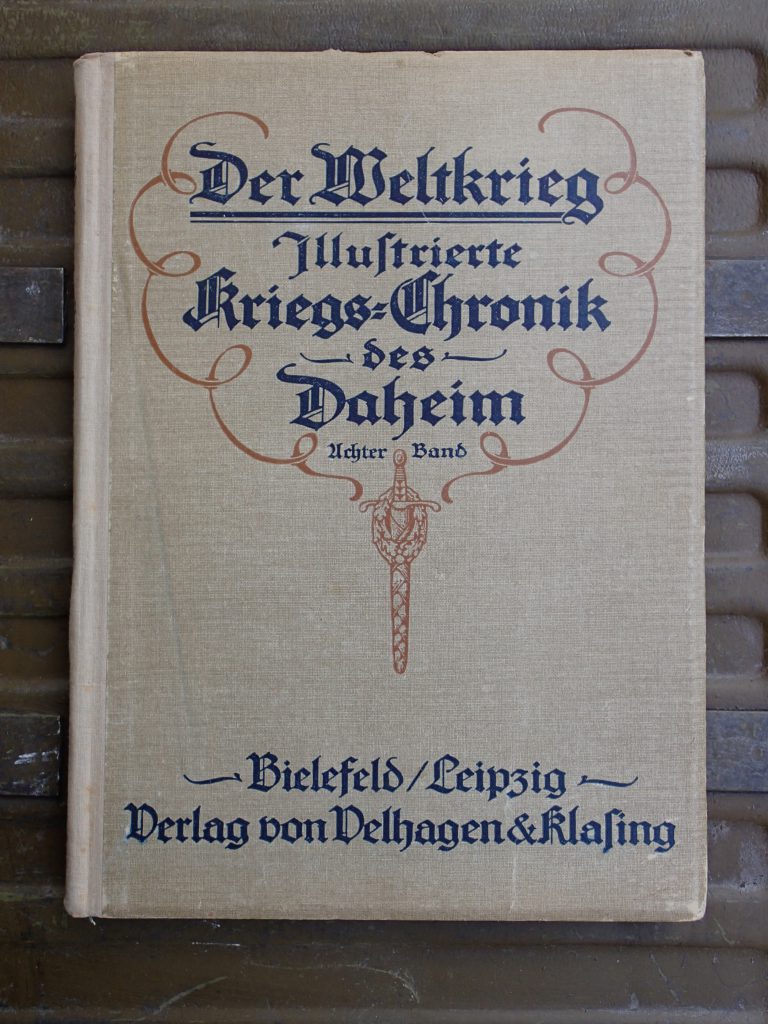 Der Weltkrieg
Illuſtrierte
Kriegs=Chronik
des
Daheim
Achter Band
Bielefeld/Leipzig
Verlag von Velhagen & Klaſing